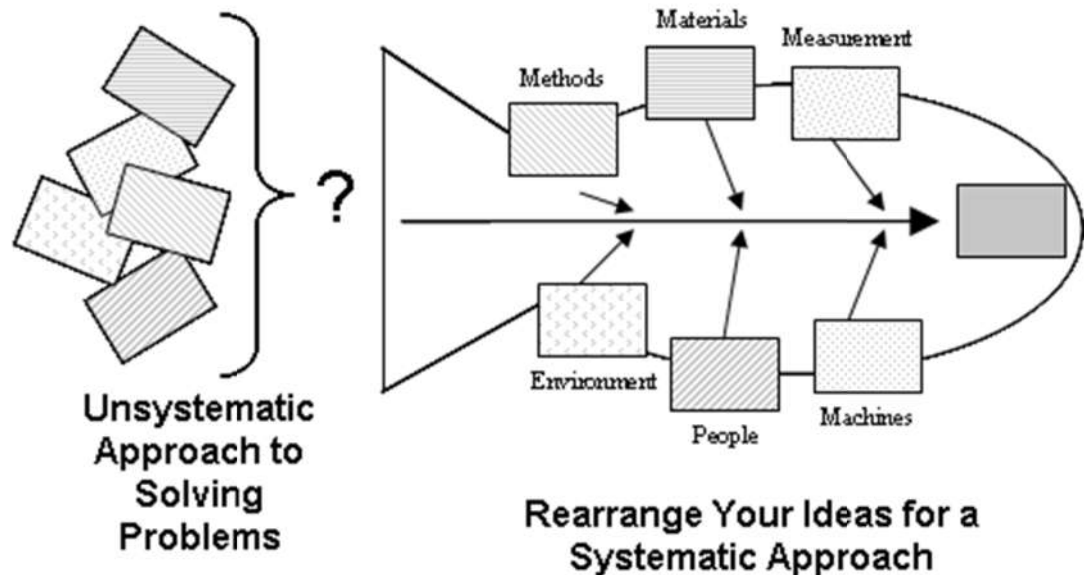 ?
Unsystematic
Approach to
Solving
Problems
Methods
Materials
Measurement
Environment
People
Machines
Rearrange Your Ideas for a
Systematic Approach